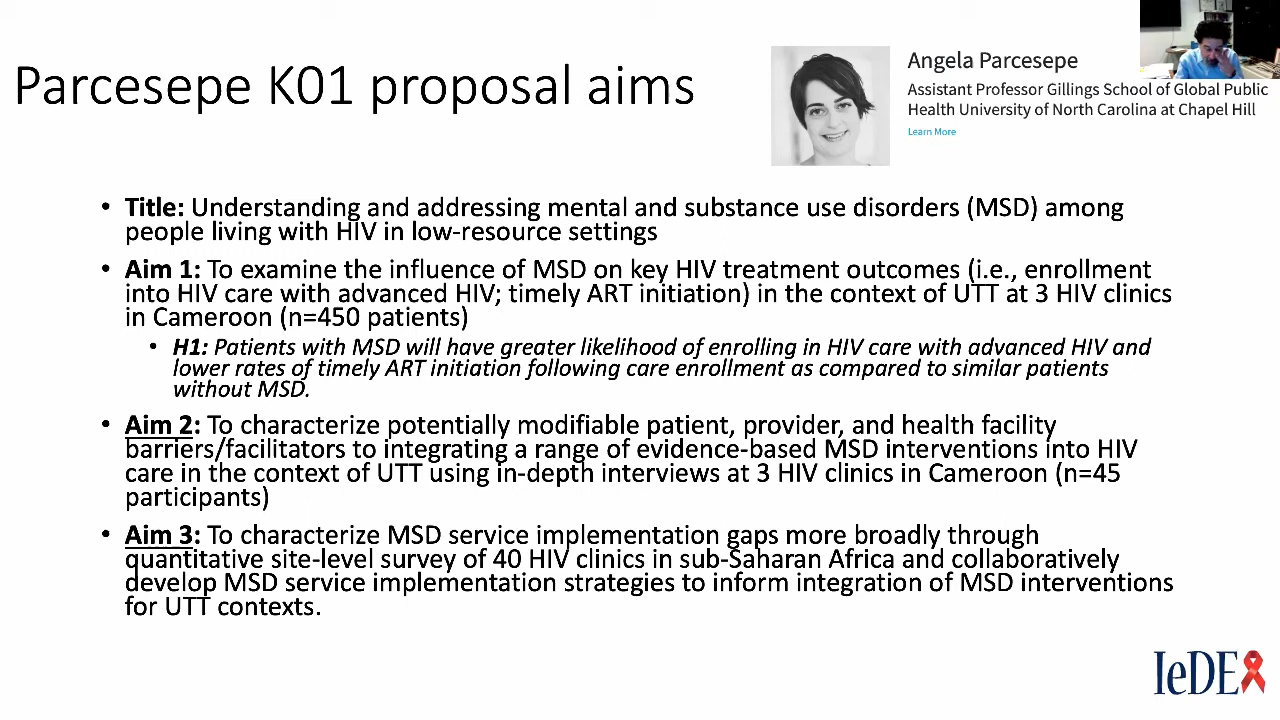 Parcesepe K01 proposal aims
Angela Parcesepe
Assistant Professor Gillings School of Global Public
Health University of North Carolina at Chapel Hill
Learn More
• Title: Understanding and addressing mental and substance use disorders (MSD) among
people living with HIV in low-resource settings
• Aim 1: To examine the influence of MSD on key HIV treatment outcomes (i.e., enrollment
into HIV care with advanced HIV; timely ART initiation) in the context of UTT at 3 HIV clinics
in Cameroon (n=450 patients)
• H1: Patients with MSD will have greater likelihood of enrolling in HIV care with advanced HIV and
lower rates of timely ART initiation following care enrollment as compared to similar patients
without MSD.
• Aim 2: To characterize potentially modifiable patient, provider, and health facility
barriers/facilitators to integrating a range of evidence-based MSD interventions into HIV
care in the context of UTT using in-depth interviews at 3 HIV clinics in Cameroon (n=45
participants)
• Aim 3: To characterize MSD service implementation gaps more broadly through
quantitative site-level survey of 40 HIV clinics in sub-Saharan Africa and collaboratively
develop MSD service implementation strategies to inform integration of MSD interventions
for UTT contexts.
IeDEA